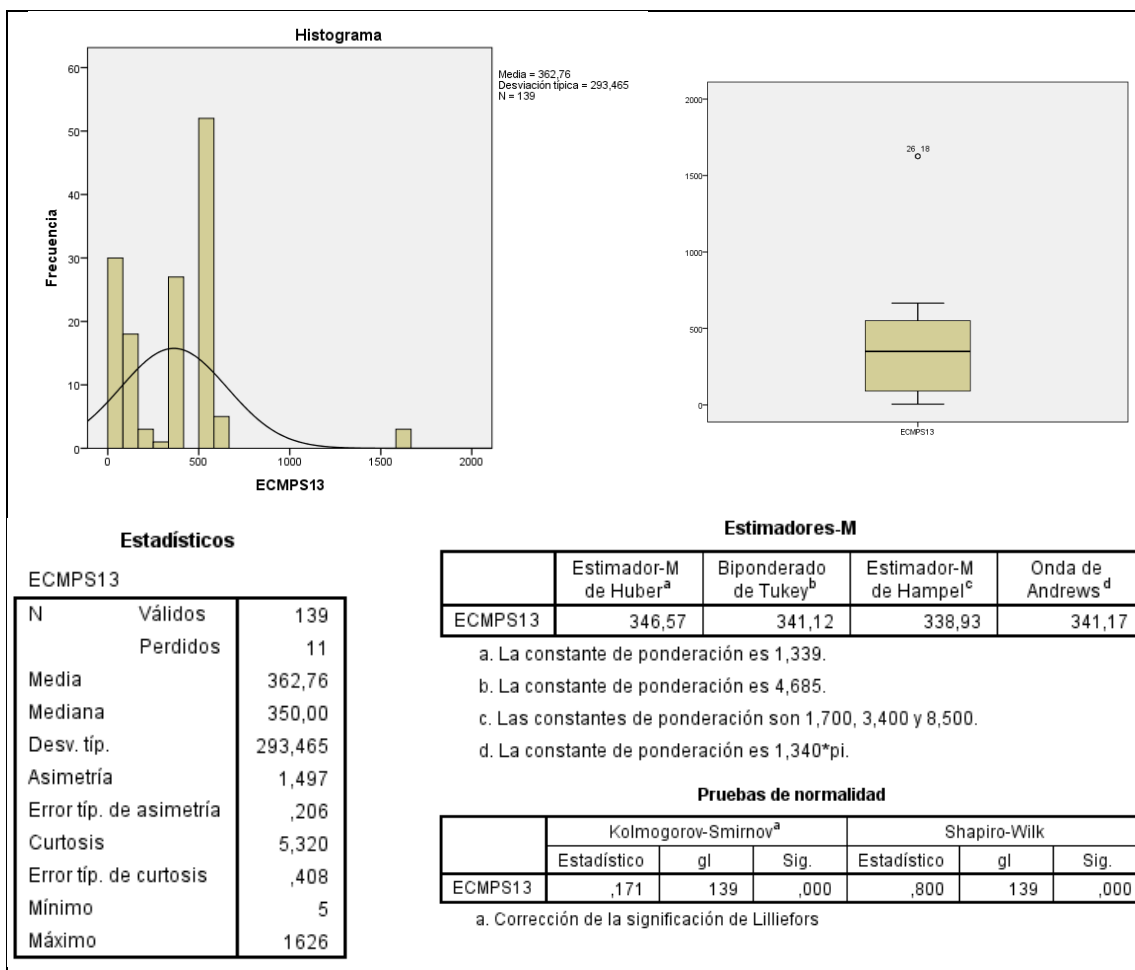 Histograma
Media = 362,76
Desviación típica = 293,465
N = 139
Frecuencia
60
50
40
30
20
10
0
0 500 1000 1500 2000
ECMPS13
2000
1500
1000
500
0
26 18
ECMPS13
Estadísticos
ECMPS13
N Válidos 139
Perdidos 11
Media 362,76
Mediana 350,00
Desv. típ. 293,465
Asimetría 1,497
Error típ. de asimetría ,206
Curtosis 5,320
Error típ. de curtosis ,408
Mínimo 5
Máximo 1626
Estimadores-M
Estimador-M de Huber a Biponderado de Tukey b Estimador-M de Hampel c Onda de Andrews d
ECMPS13 346,57 341,12 338,93 341,17
a. La constante de ponderación es 1,339.
b. La constante de ponderación es 4,685.
c. Las constantes de ponderación son 1,700, 3,400 y 8,500.
d. La constante de ponderación es 1,340*pi.
Pruebas de normalidad
Kolmogorov-Smirnov a Shapiro-Wilk
Estadístico gl Sig. Estadístico gl Sig.
ECMPS13 ,171 139 ,000 ,800 139 ,000
a. Corrección de la significación de Lilliefors